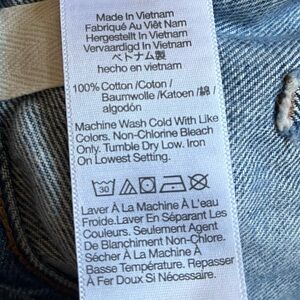 Made In Vietnam
Fabriqué Au Việt Nam
Hergestellt In Vietnam
Vervaardigd In Vietnam
ベトナム製
hecho en vietnam
100% Cotton /Coton /
Baumwolle /Katoen /綿/
algodón
Machine Wash Cold With Like
Colors. Non-Chlorine Bleach
Only. Tumble Dry Low. Iron
On Lowest Setting.
30
Laver À La Machine À L'eau
Froide.Laver En Séparant Les
Couleurs. Seulement Agent
De Blanchiment Non-Chlore.
Sécher À La Machine À
Basse Température. Repasser
À Fer Doux Si Nécessaire.